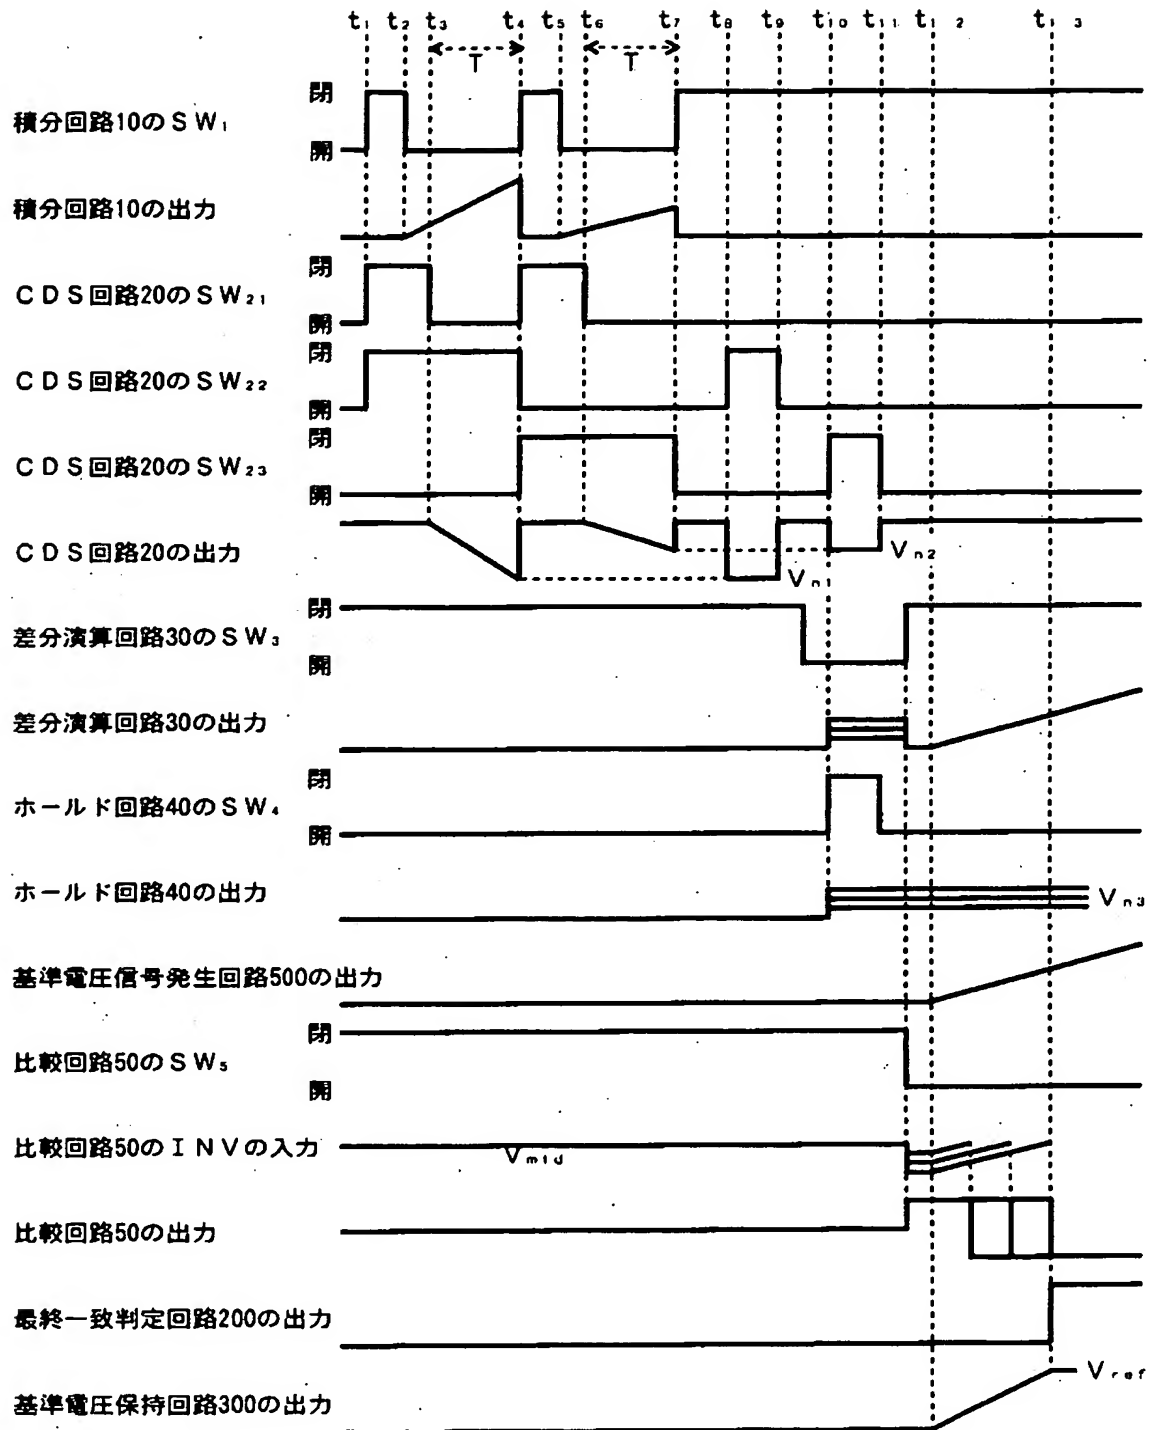 t₁ t₂ t₃ t₄ t₅ t₆ t₇ t₈ t₉ t₁₀ t₁₁ t₁₂ t₁₃
T T
閉
積分回路10のSW₁
開
積分回路10の出力
閉
CDS回路20のSW₂₁
開
閉
CDS回路20のSW₂₂
開
閉
CDS回路20のSW₂₃
開
CDS回路20の出力
Vₙ₂
Vₙ₁
閉
差分演算回路30のSW₃
開
差分演算回路30の出力
閉
ホールド回路40のSW₄
開
ホールド回路40の出力
Vₙ₃
基準電圧信号発生回路500の出力
閉
比較回路50のSW₅
開
比較回路50のINVの入力
Vmid
比較回路50の出力
最終一致判定回路200の出力
Vref
基準電圧保持回路300の出力